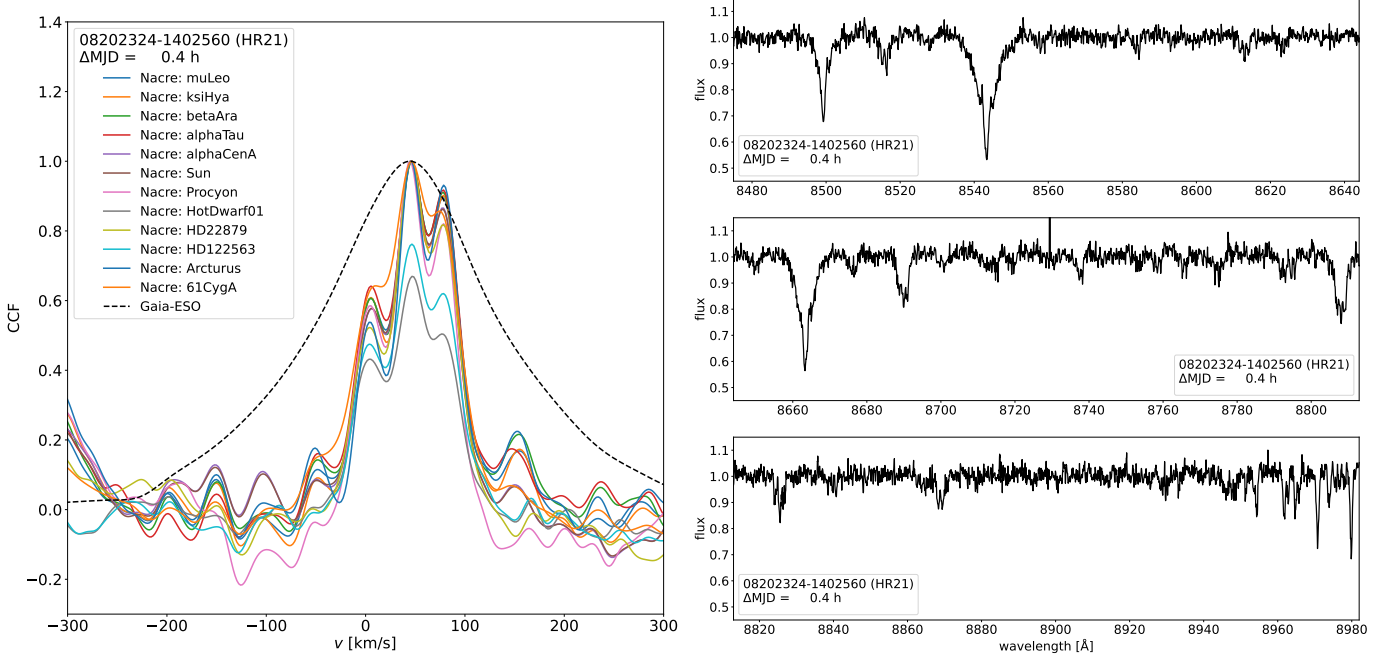 08202324-1402560 (HR21)
ΔMJD = 0.4 h
Nacre: muLeo
Nacre: ksiHya
Nacre: betaAra
Nacre: alphaTau
Nacre: alphaCenA
Nacre: Sun
Nacre: Procyon
Nacre: HotDwarf01
Nacre: HD22879
Nacre: HD122563
Nacre: Arcturus
Nacre: 61CygA
Gaia-ESO
CCF
1.4
1.2
1.0
0.8
0.6
0.4
0.2
0.0
−0.2
−300 −200 −100 0 100 200 300
v [km/s]
flux
1.1
1.0
0.9
0.8
0.7
0.6
0.5
08202324-1402560 (HR21)
ΔMJD = 0.4 h
8480 8500 8520 8540 8560 8580 8600 8620 8640
flux
1.1
1.0
0.9
0.8
0.7
0.6
0.5
08202324-1402560 (HR21)
ΔMJD = 0.4 h
8660 8680 8700 8720 8740 8760 8780 8800
flux
1.1
1.0
0.9
0.8
0.7
0.6
0.5
08202324-1402560 (HR21)
ΔMJD = 0.4 h
8820 8840 8860 8880 8900 8920 8940 8960 8980
wavelength [Å]